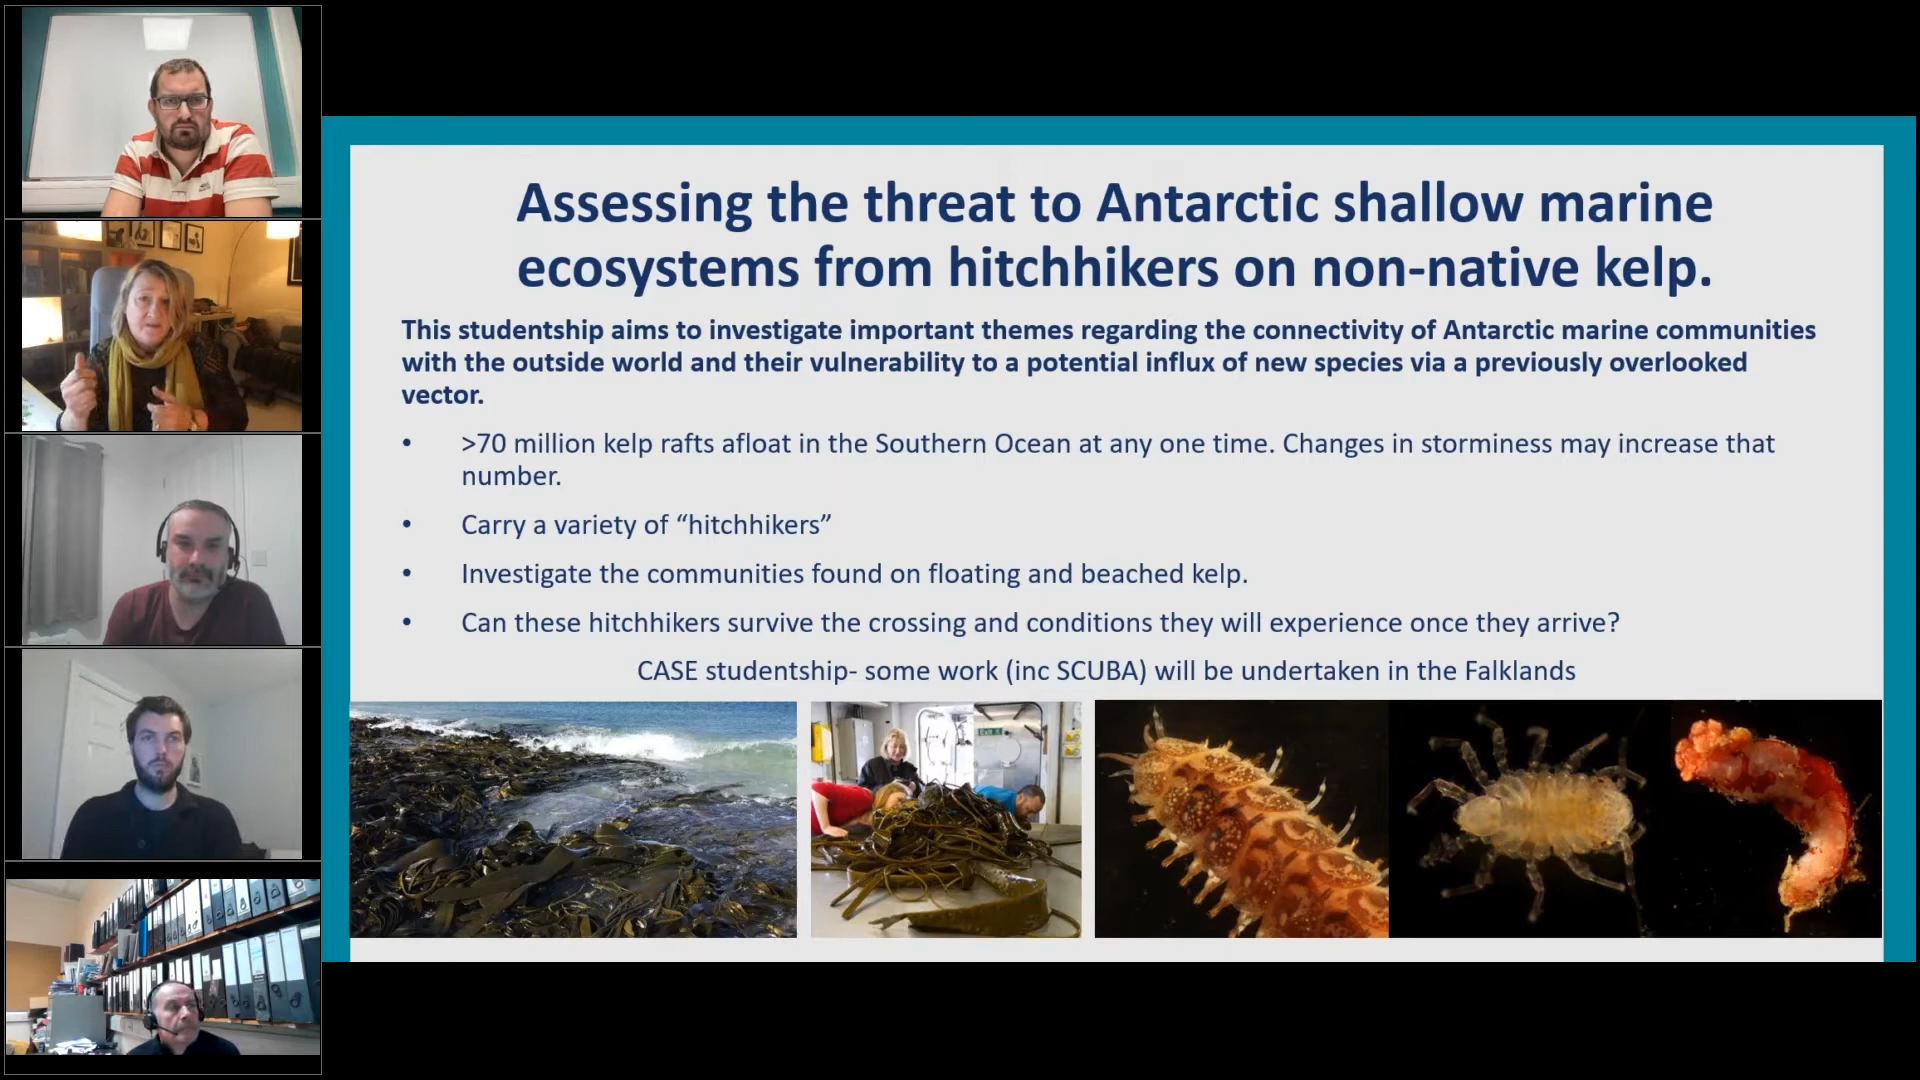 Assessing the threat to Antarctic shallow marine
ecosystems from hitchhikers on non-native kelp.
This studentship aims to investigate important themes regarding the connectivity of Antarctic marine communities
with the outside world and their vulnerability to a potential influx of new species via a previously overlooked
vector.
• >70 million kelp rafts afloat in the Southern Ocean at any one time. Changes in storminess may increase that
number.
• Carry a variety of “hitchhikers”
• Investigate the communities found on floating and beached kelp.
• Can these hitchhikers survive the crossing and conditions they will experience once they arrive?
CASE studentship- some work (inc SCUBA) will be undertaken in the Falklands